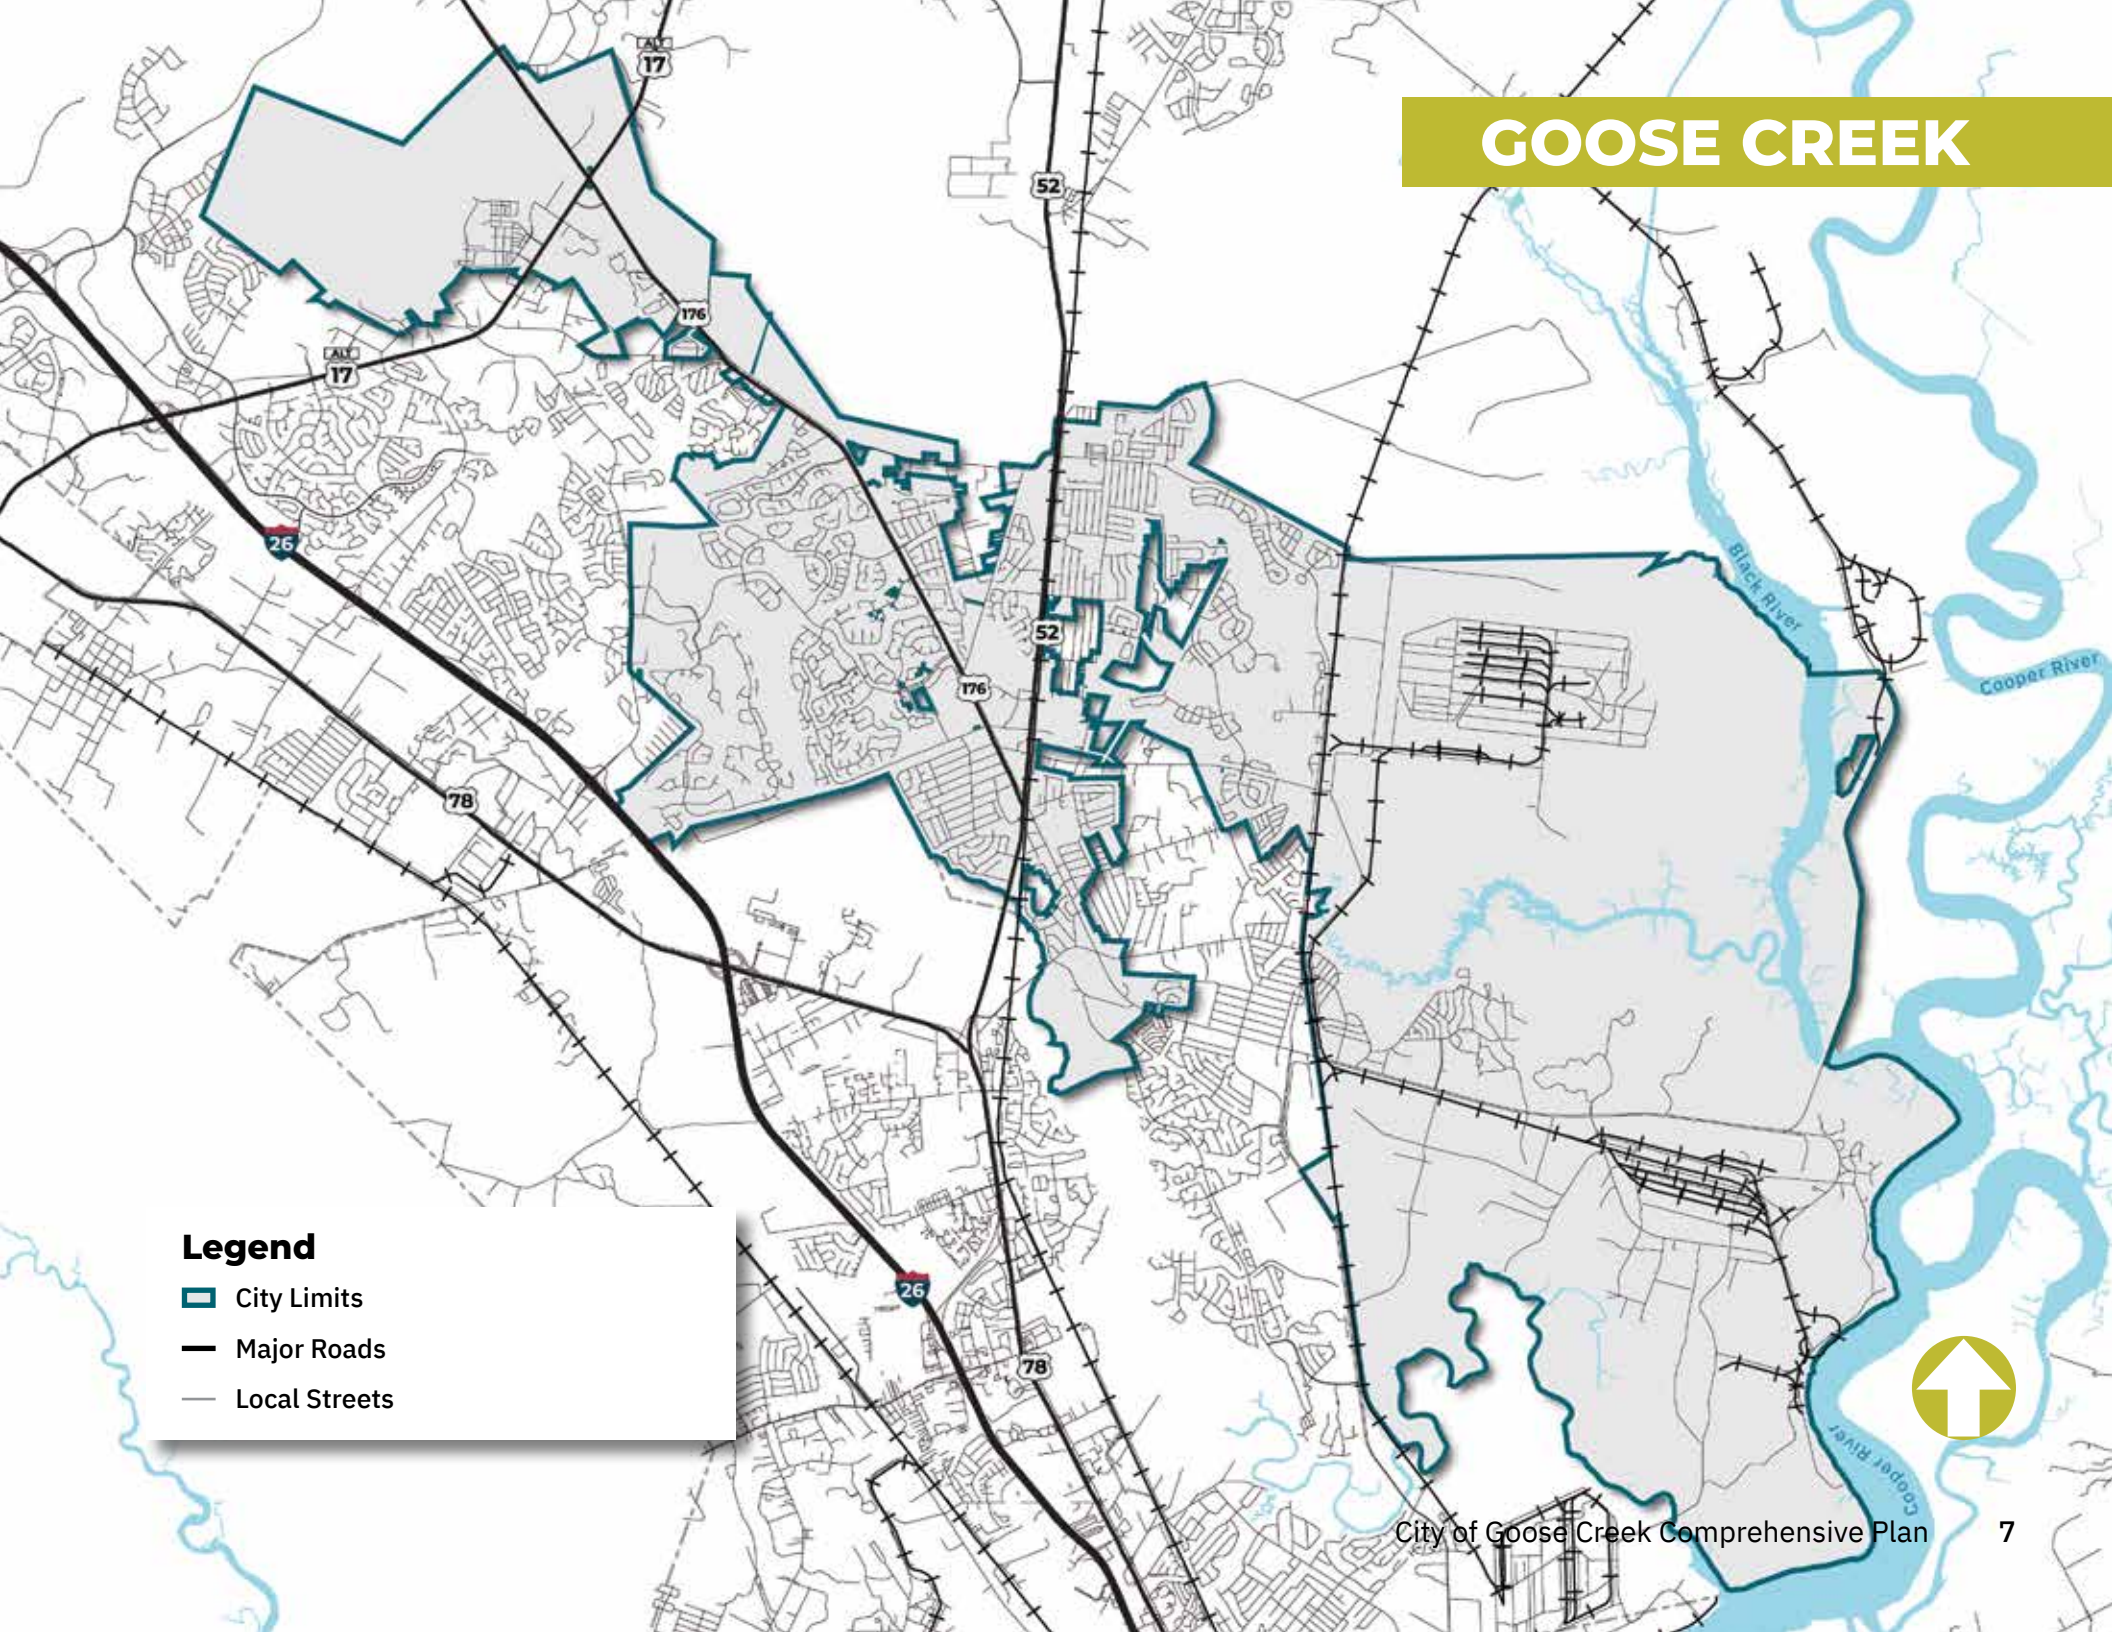 ALT
17
GOOSE CREEK
52
176
ALT
17
26
Black River
52
Cooper River
176
78
Legend
City Limits
Major Roads
Local Streets
26
78
Cooper River
City of Goose Creek Comprehensive Plan 7